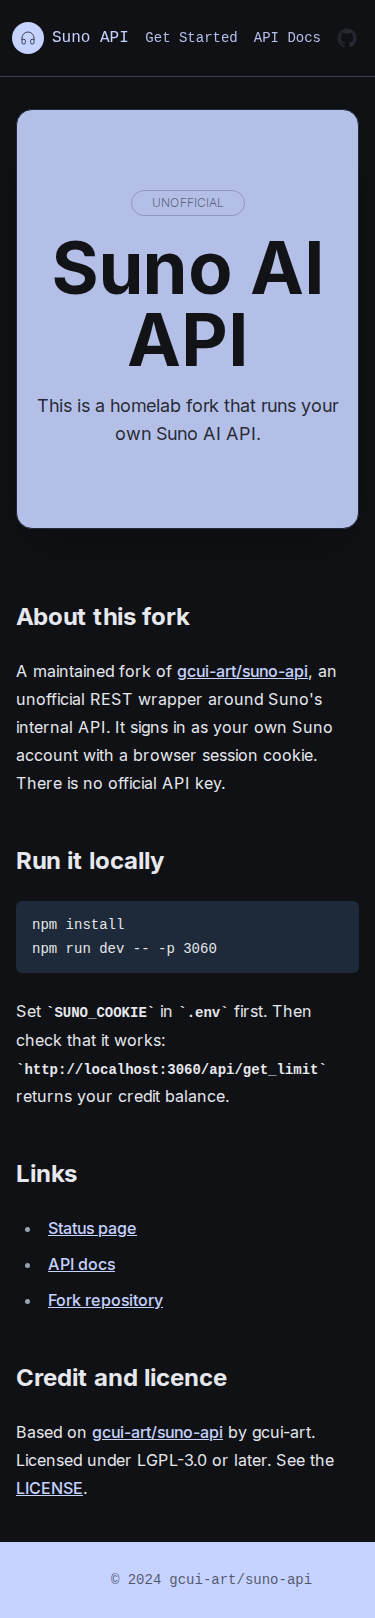 Suno API Get Started API Docs
UNOFFICIAL
Suno AI
API
This is a homelab fork that runs your
own Suno AI API.
About this fork
A maintained fork of gcui-art/suno-api, an
unofficial REST wrapper around Suno's
internal API. It signs in as your own Suno
account with a browser session cookie.
There is no official API key.
Run it locally
npm install
npm run dev -- -p 3060
Set `SUNO_COOKIE` in `.env` first. Then
check that it works:
`http://localhost:3060/api/get_limit`
returns your credit balance.
Links
• Status page
• API docs
• Fork repository
Credit and licence
Based on gcui-art/suno-api by gcui-art.
Licensed under LGPL-3.0 or later. See the
LICENSE.
© 2024 gcui-art/suno-api